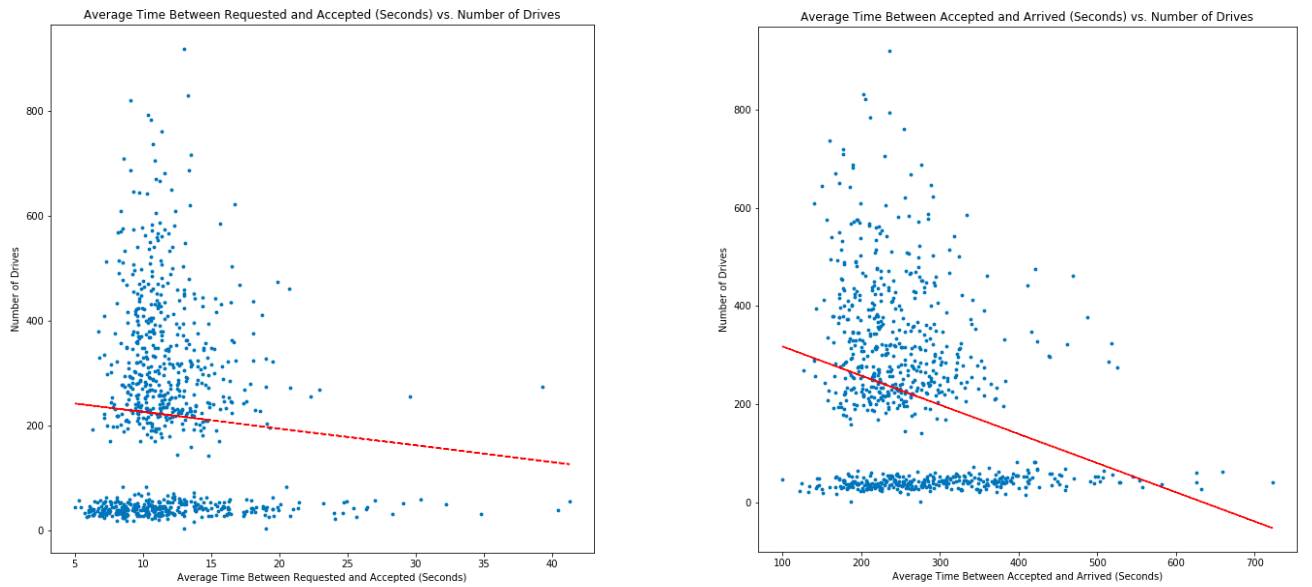 Average Time Between Requested and Accepted (Seconds) vs. Number of Drives
Number of Drives
800
600
400
200
0
5 10 15 20 25 30 35 40
Average Time Between Requested and Accepted (Seconds)
Average Time Between Accepted and Arrived (Seconds) vs. Number of Drives
Number of Drives
800
600
400
200
0
100 200 300 400 500 600 700
Average Time Between Accepted and Arrived (Seconds)